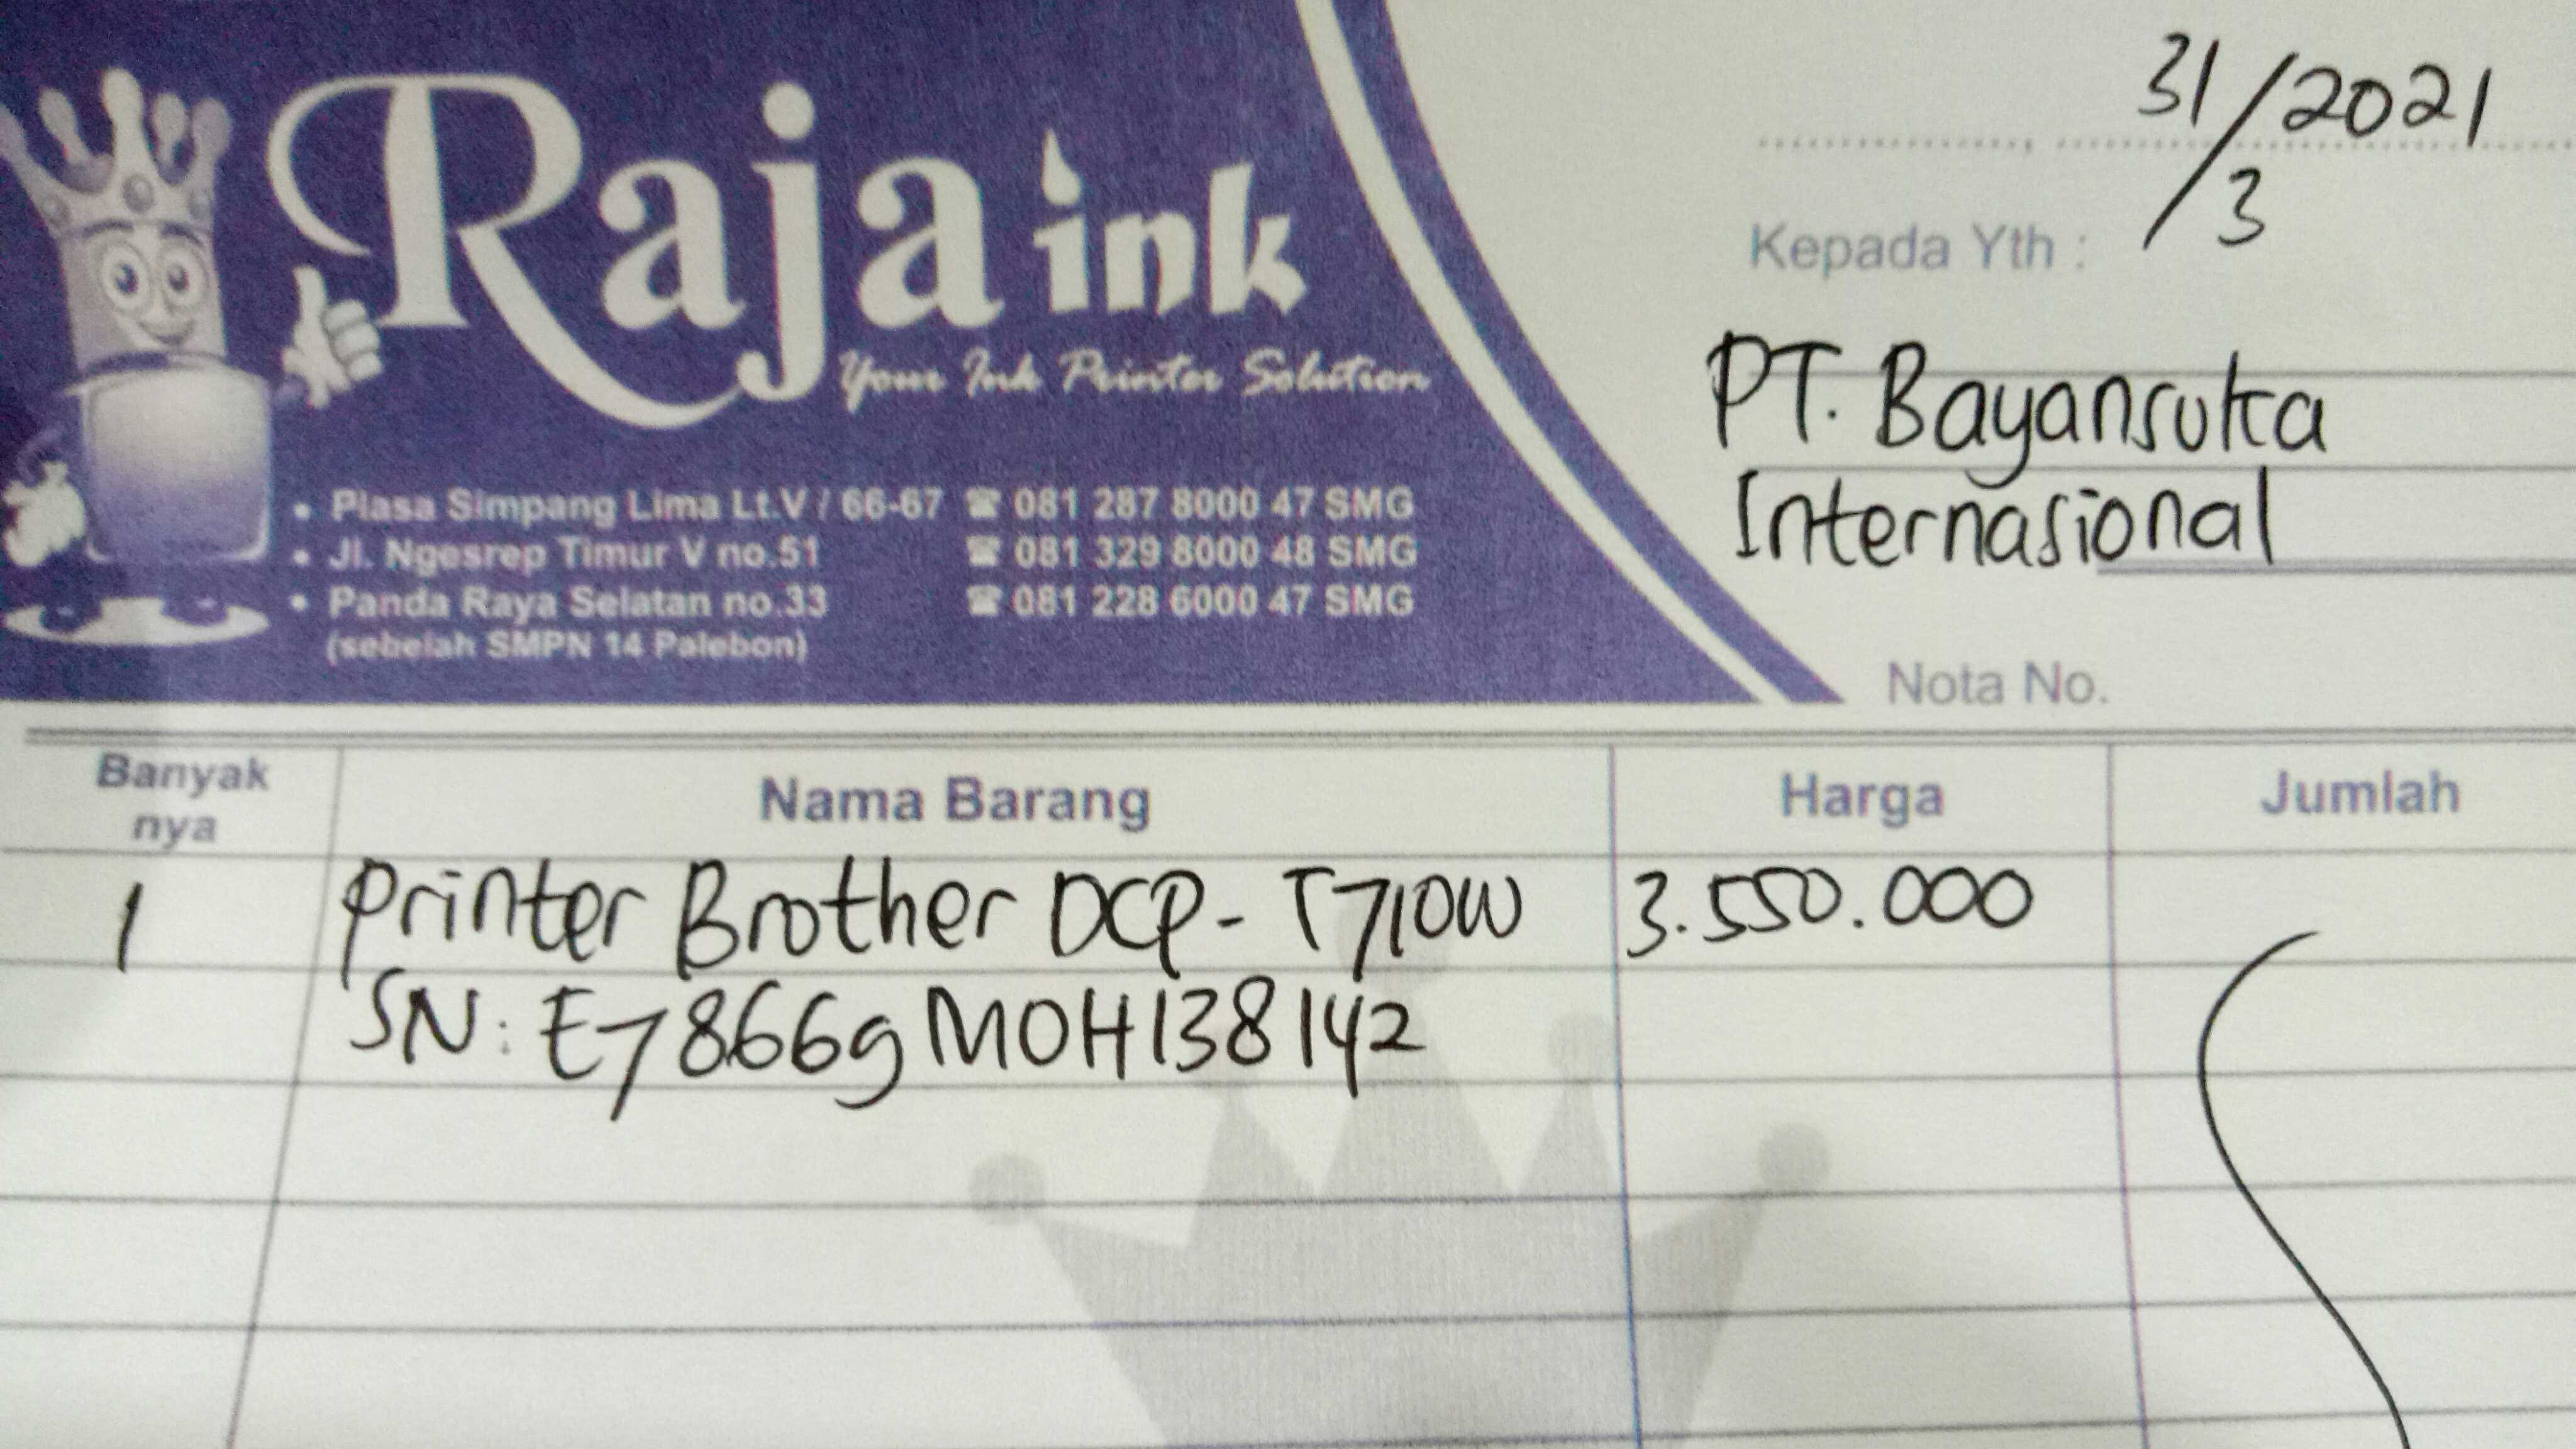 Raja ink
Your Ink Printer Solution
• Plasa Simpang Lima Lt.V / 66-67 ☎ 081 287 8000 47 SMG
• Jl. Ngesrep Timur V no.51 ☎ 081 329 8000 48 SMG
• Panda Raya Selatan no.33 ☎ 081 228 6000 47 SMG
(sebelah SMPN 14 Palebon)
31/3/2021
Kepada Yth :
PT. Bayansuka
Internasional
Nota No.
Banyak nya Nama Barang Harga Jumlah
1 Printer Brother DCP-T710W 3.550.000
SN: E78669M0H138142